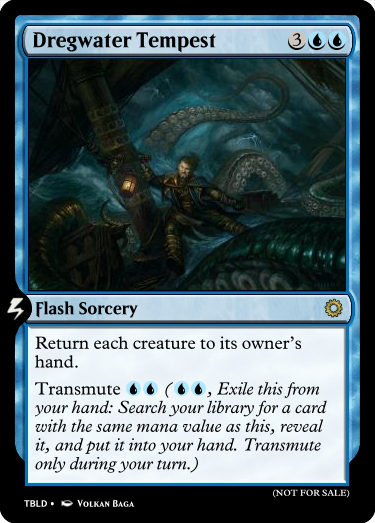 Dregwater Tempest 3
Flash Sorcery
Return each creature to its owner's
hand.
Transmute (, Exile this from
your hand: Search your library for a card
with the same mana value as this, reveal
it, and put it into your hand. Transmute
only during your turn.)
(NOT FOR SALE)
TBLD • Volkan Baga